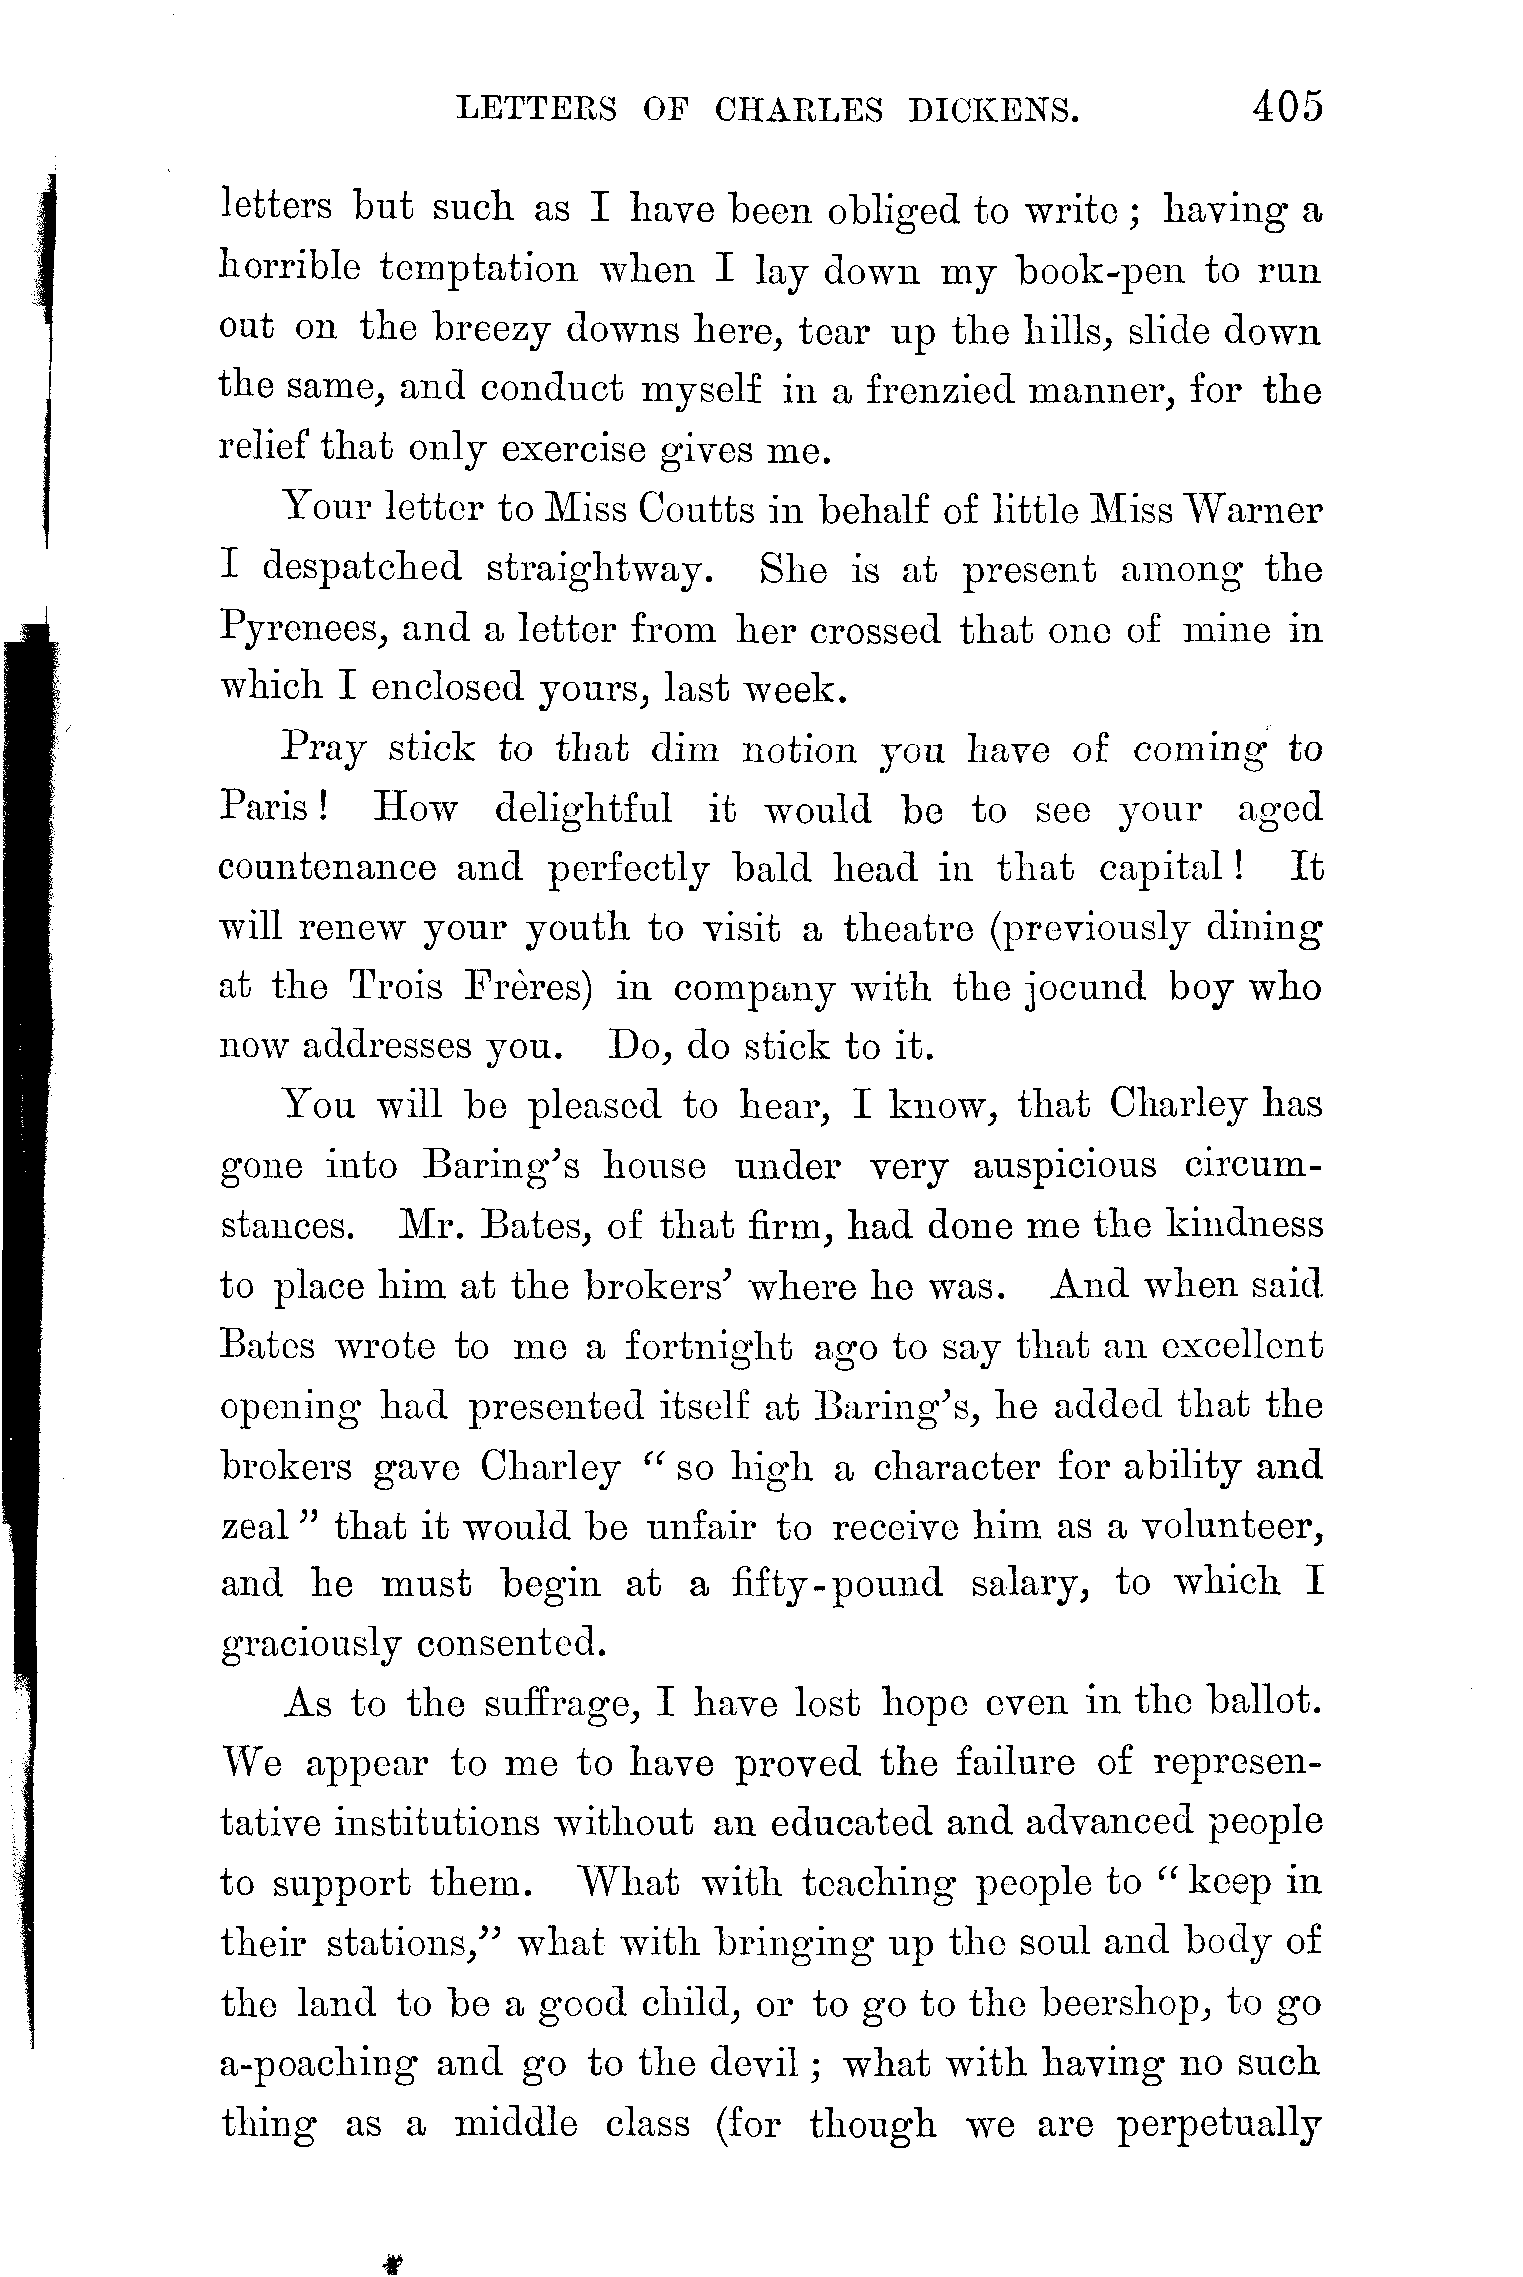 LETTERS OF CHARLES DICKENS. 405
letters but such as I have been obliged to write ; having a
horrible temptation when I lay down my book-pen to run
out on the breezy downs here, tear up the hills, slide down
the same, and conduct myself in a frenzied manner, for the
relief that only exercise gives me.
Your letter to Miss Coutts in behalf of little Miss Warner
I despatched straightway. She is at present among the
Pyrenees, and a letter from her crossed that one of mine in
which I enclosed yours, last week.
Pray stick to that dim notion you have of coming to
Paris ! How delightful it would be to see your aged
countenance and perfectly bald head in that capital ! It
will renew your youth to visit a theatre (previously dining
at the Trois Frères) in company with the jocund boy who
now addresses you. Do, do stick to it.
You will be pleased to hear, I know, that Charley has
gone into Baring's house under very auspicious circum-
stances. Mr. Bates, of that firm, had done me the kindness
to place him at the brokers' where he was. And when said
Bates wrote to me a fortnight ago to say that an excellent
opening had presented itself at Baring's, he added that the
brokers gave Charley " so high a character for ability and
zeal " that it would be unfair to receive him as a volunteer,
and he must begin at a fifty-pound salary, to which I
graciously consented.
As to the suffrage, I have lost hope even in the ballot.
We appear to me to have proved the failure of represen-
tative institutions without an educated and advanced people
to support them. What with teaching people to " keep in
their stations," what with bringing up the soul and body of
the land to be a good child, or to go to the beershop, to go
a-poaching and go to the devil ; what with having no such
thing as a middle class (for though we are perpetually